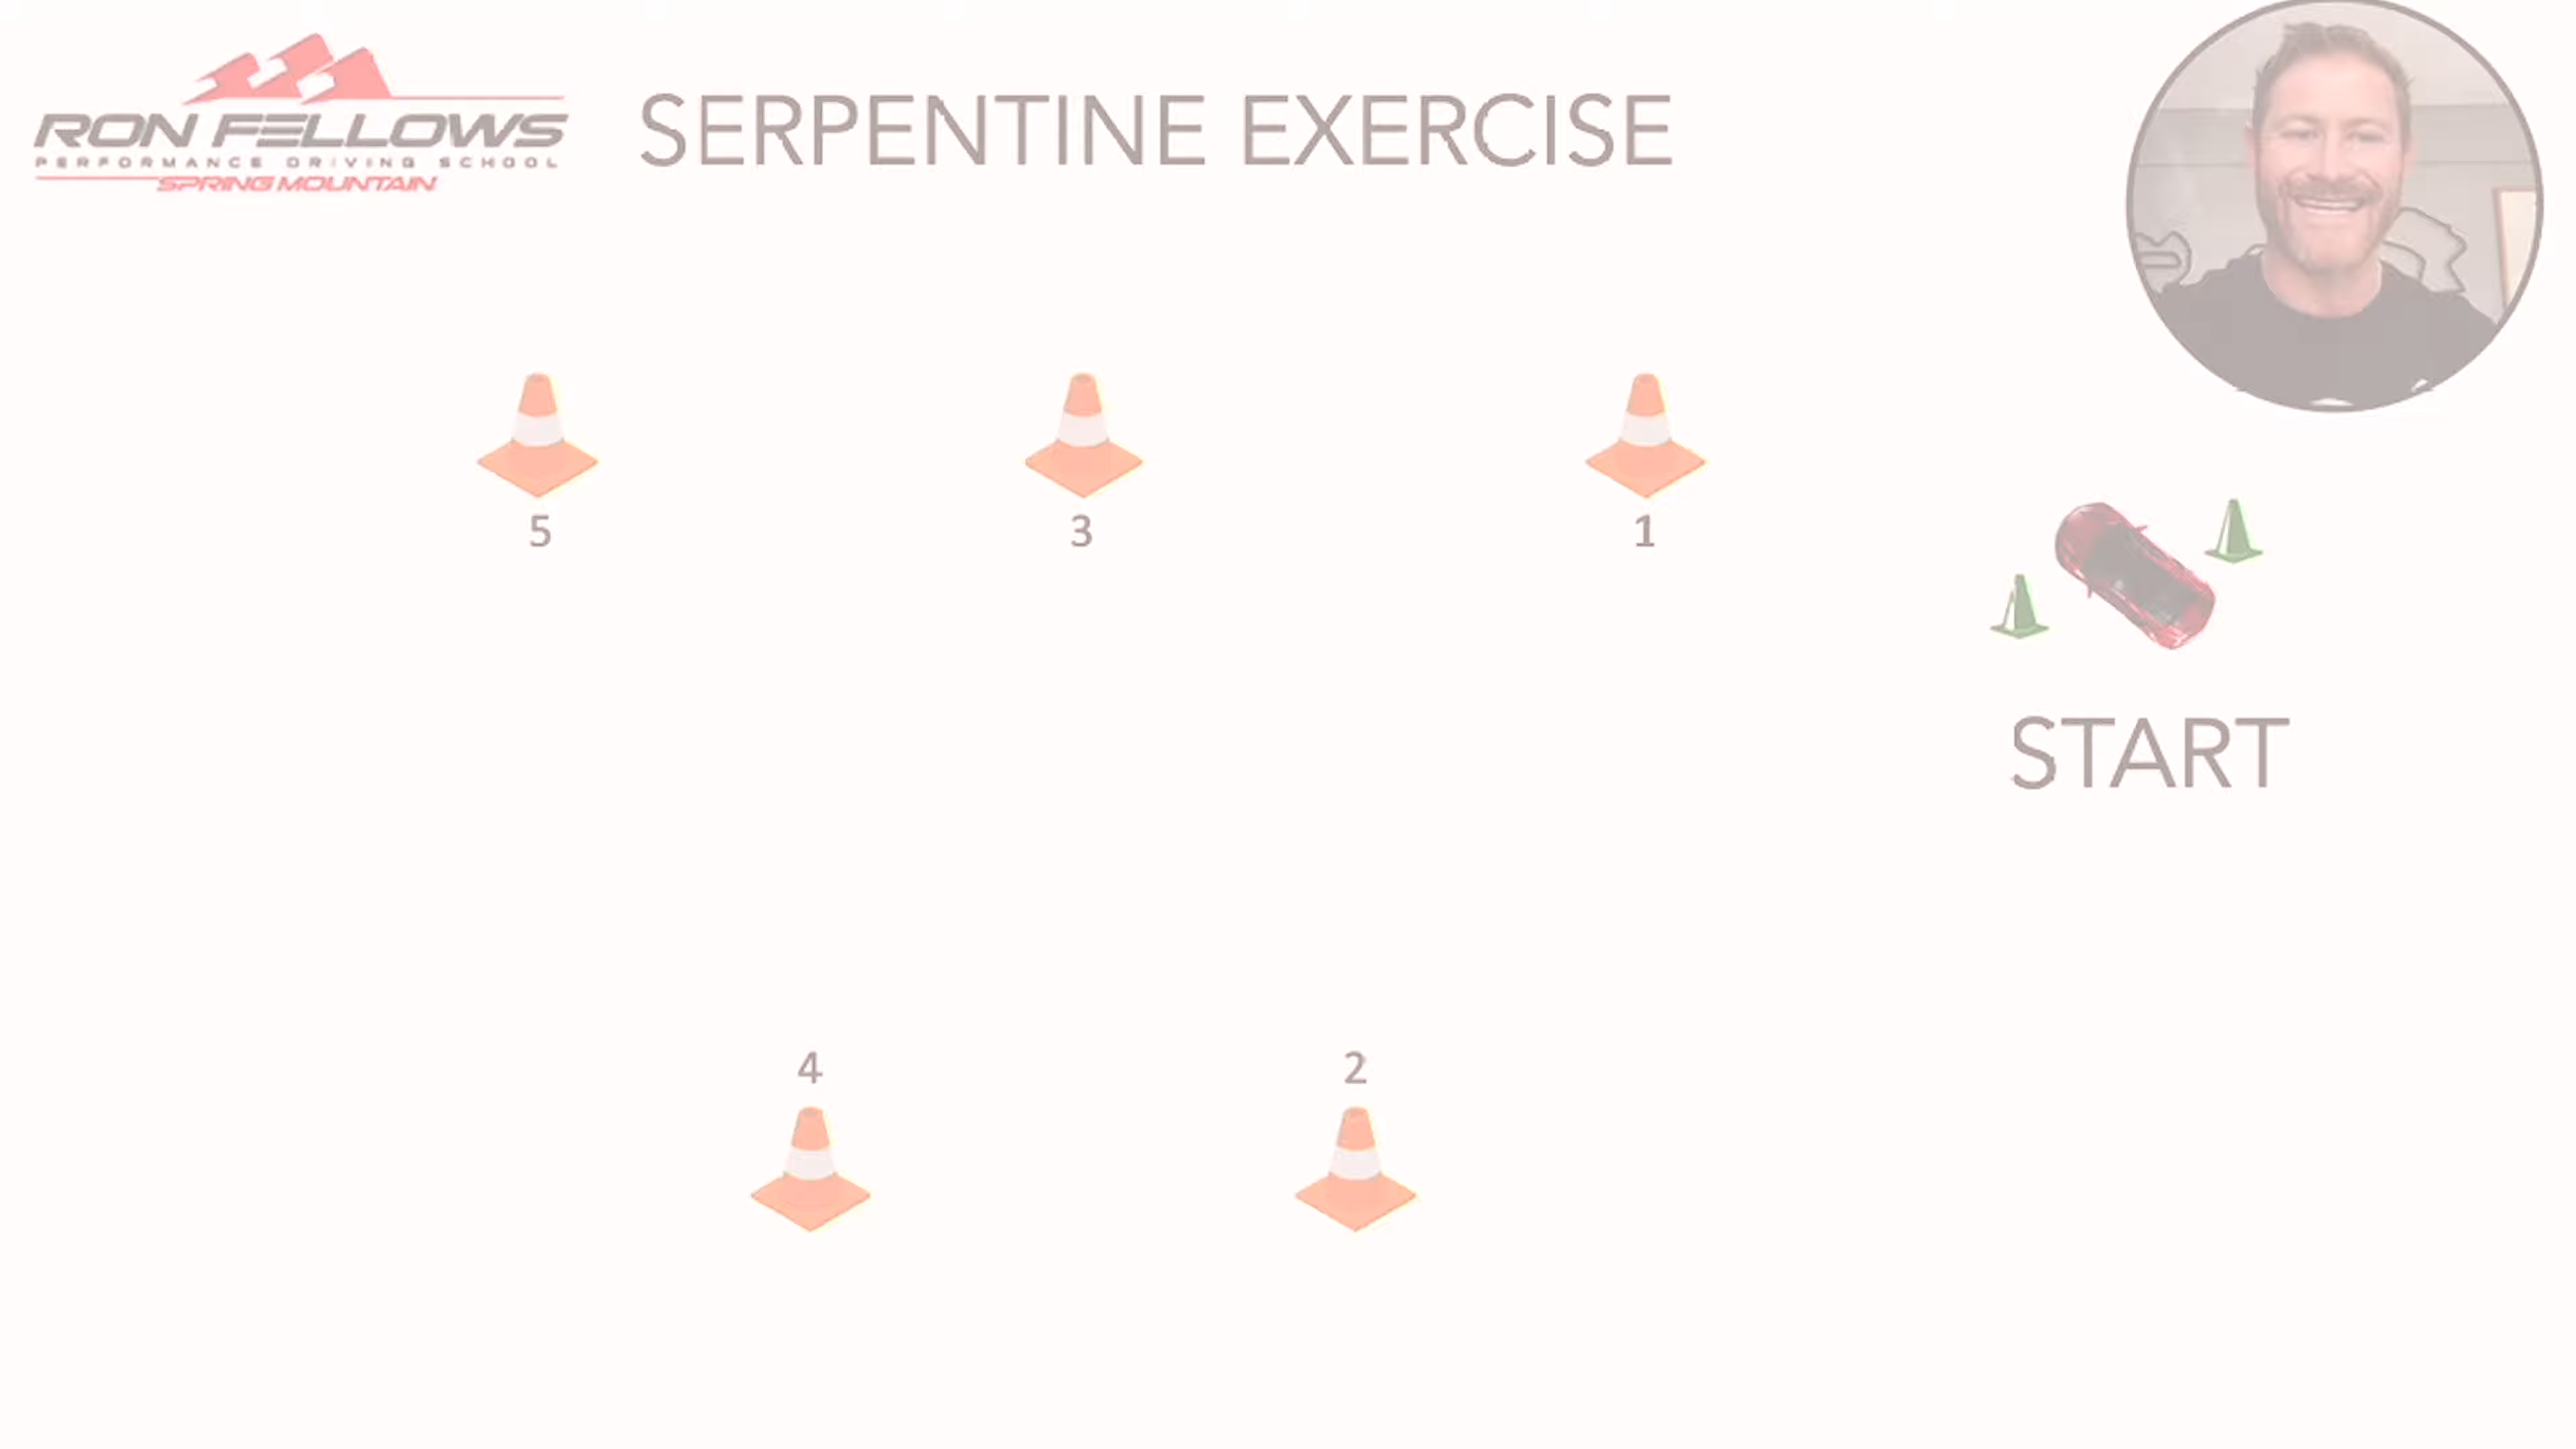 RON FELLOWS
PERFORMANCE DRIVING SCHOOL
SPRING MOUNTAIN
SERPENTINE EXERCISE
5
3
1
START
4
2